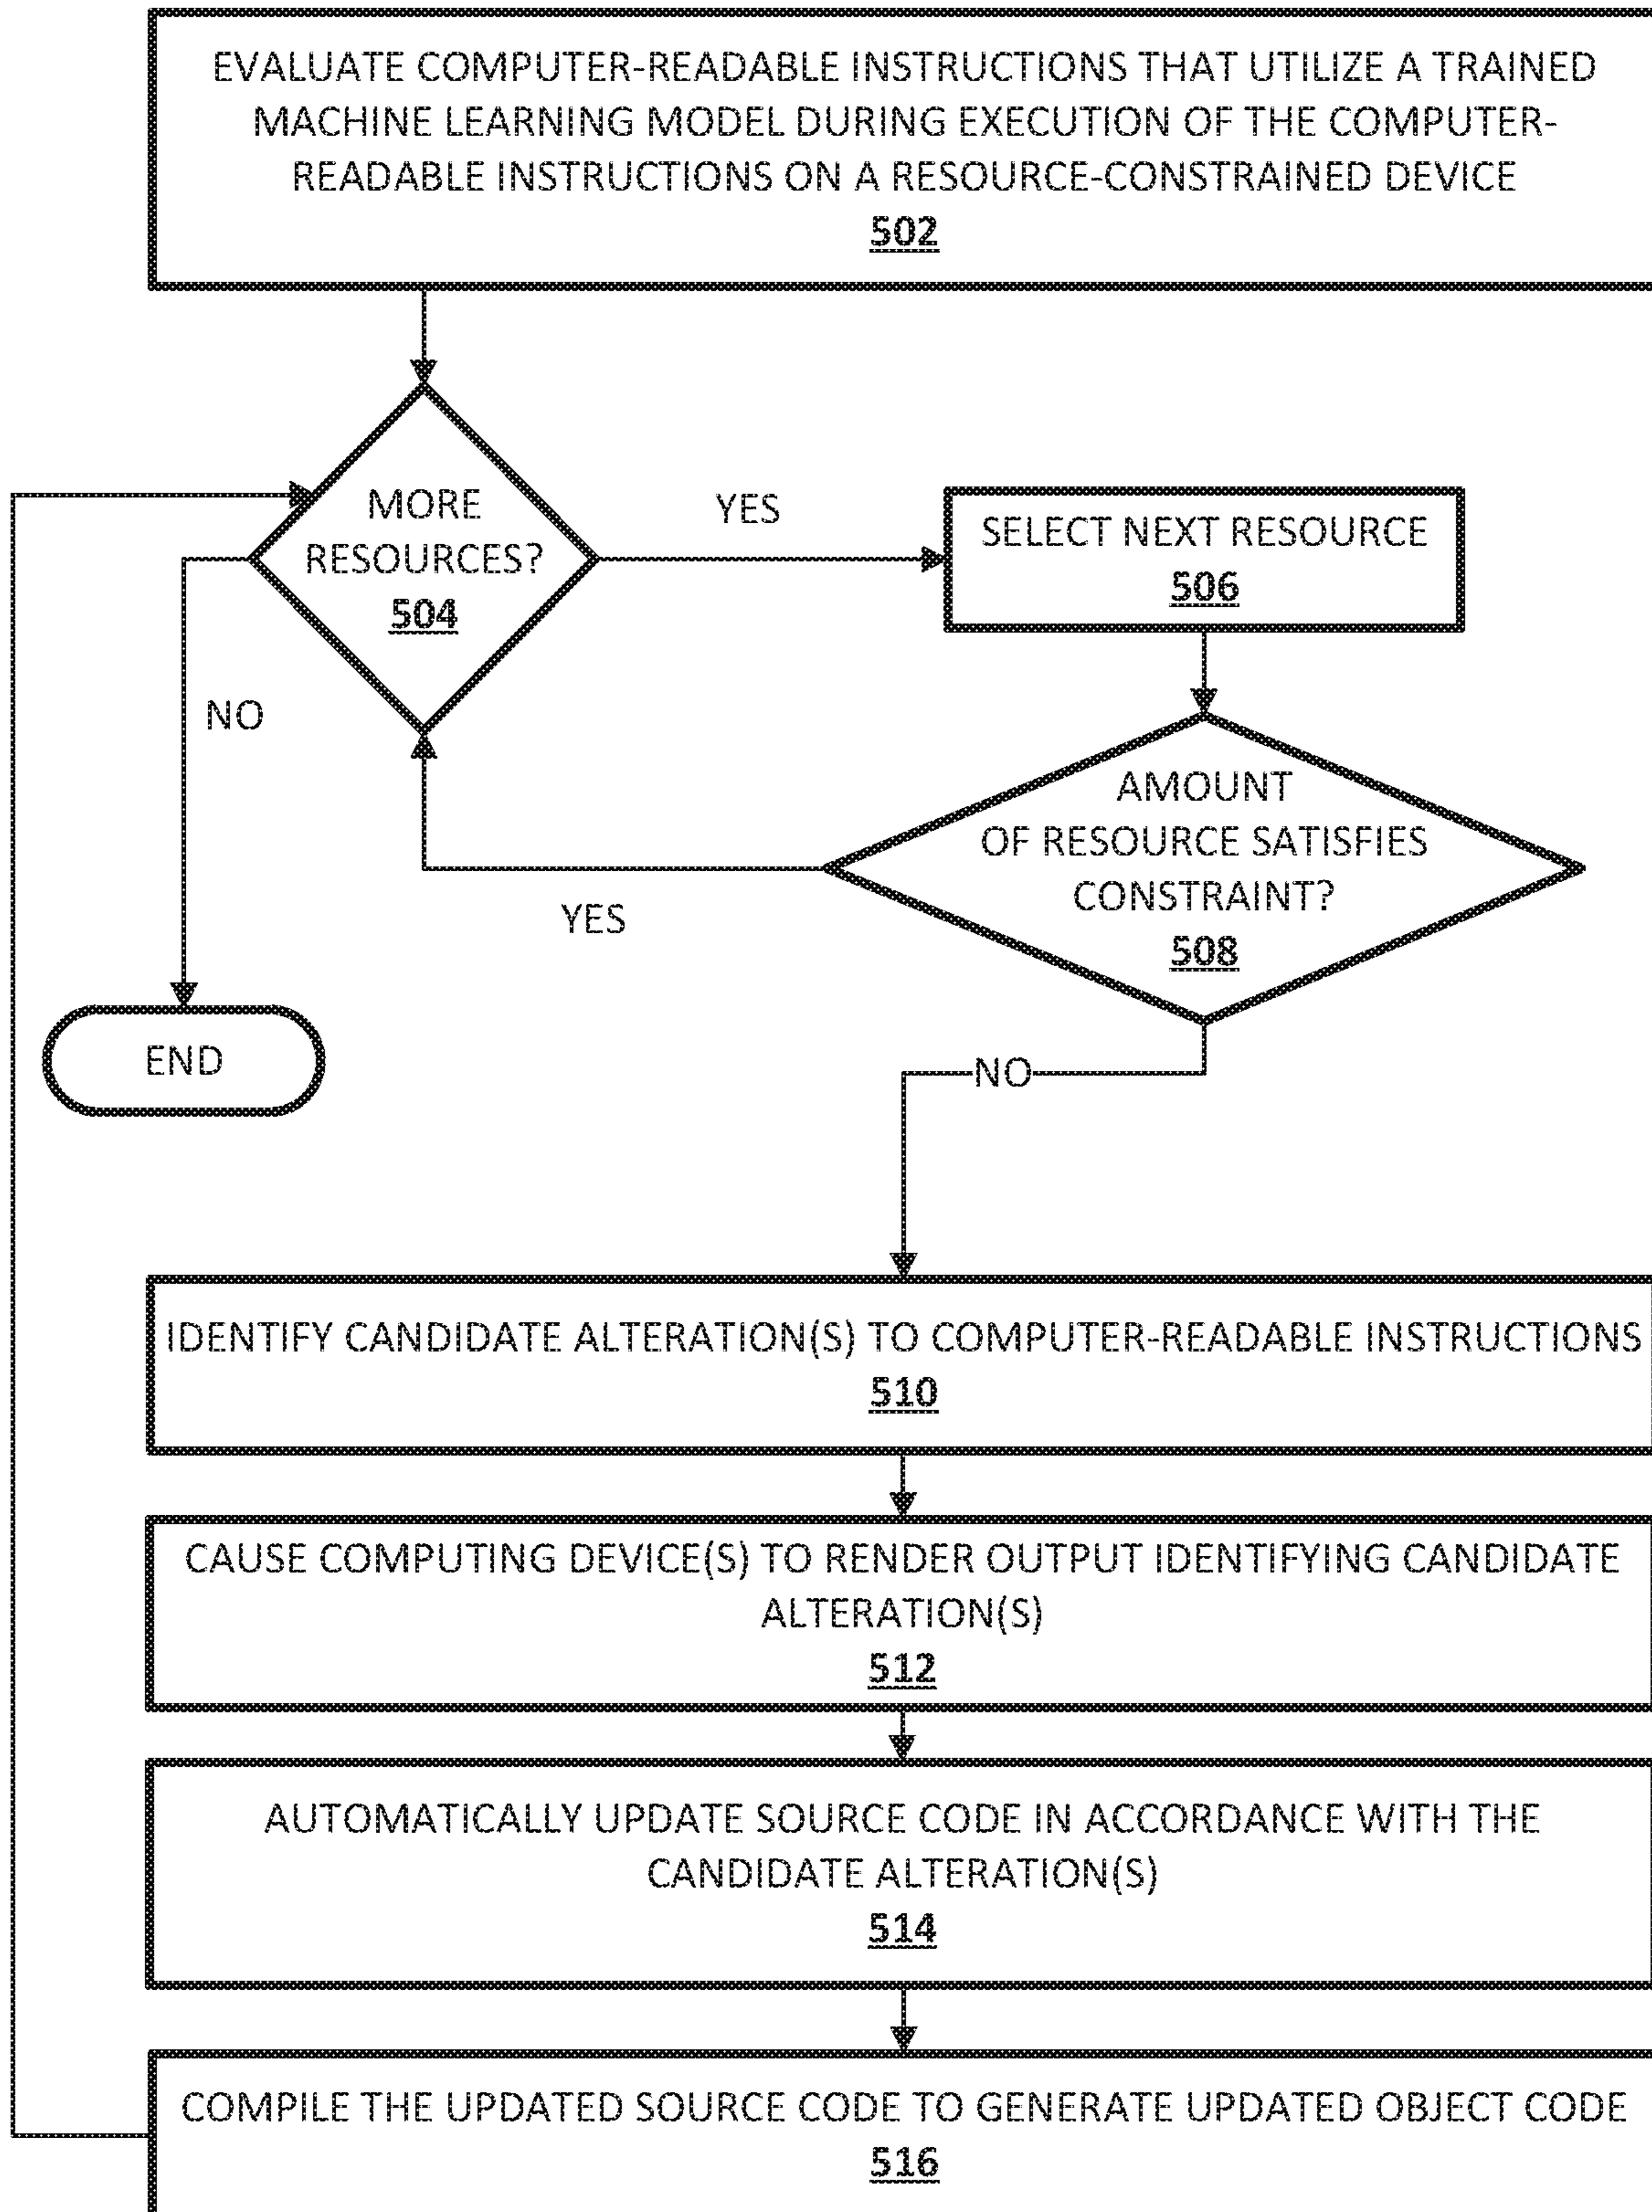 EVALUATE COMPUTER-READABLE INSTRUCTIONS THAT UTILIZE A TRAINED
MACHINE LEARNING MODEL DURING EXECUTION OF THE COMPUTER-
READABLE INSTRUCTIONS ON A RESOURCE-CONSTRAINED DEVICE
502
MORE
RESOURCES?
504
YES
SELECT NEXT RESOURCE
506
NO
AMOUNT
OF RESOURCE SATISFIES
CONSTRAINT?
508
YES
END
NO
IDENTIFY CANDIDATE ALTERATION(S) TO COMPUTER-READABLE INSTRUCTIONS
510
CAUSE COMPUTING DEVICE(S) TO RENDER OUTPUT IDENTIFYING CANDIDATE
ALTERATION(S)
512
AUTOMATICALLY UPDATE SOURCE CODE IN ACCORDANCE WITH THE
CANDIDATE ALTERATION(S)
514
COMPILE THE UPDATED SOURCE CODE TO GENERATE UPDATED OBJECT CODE
516